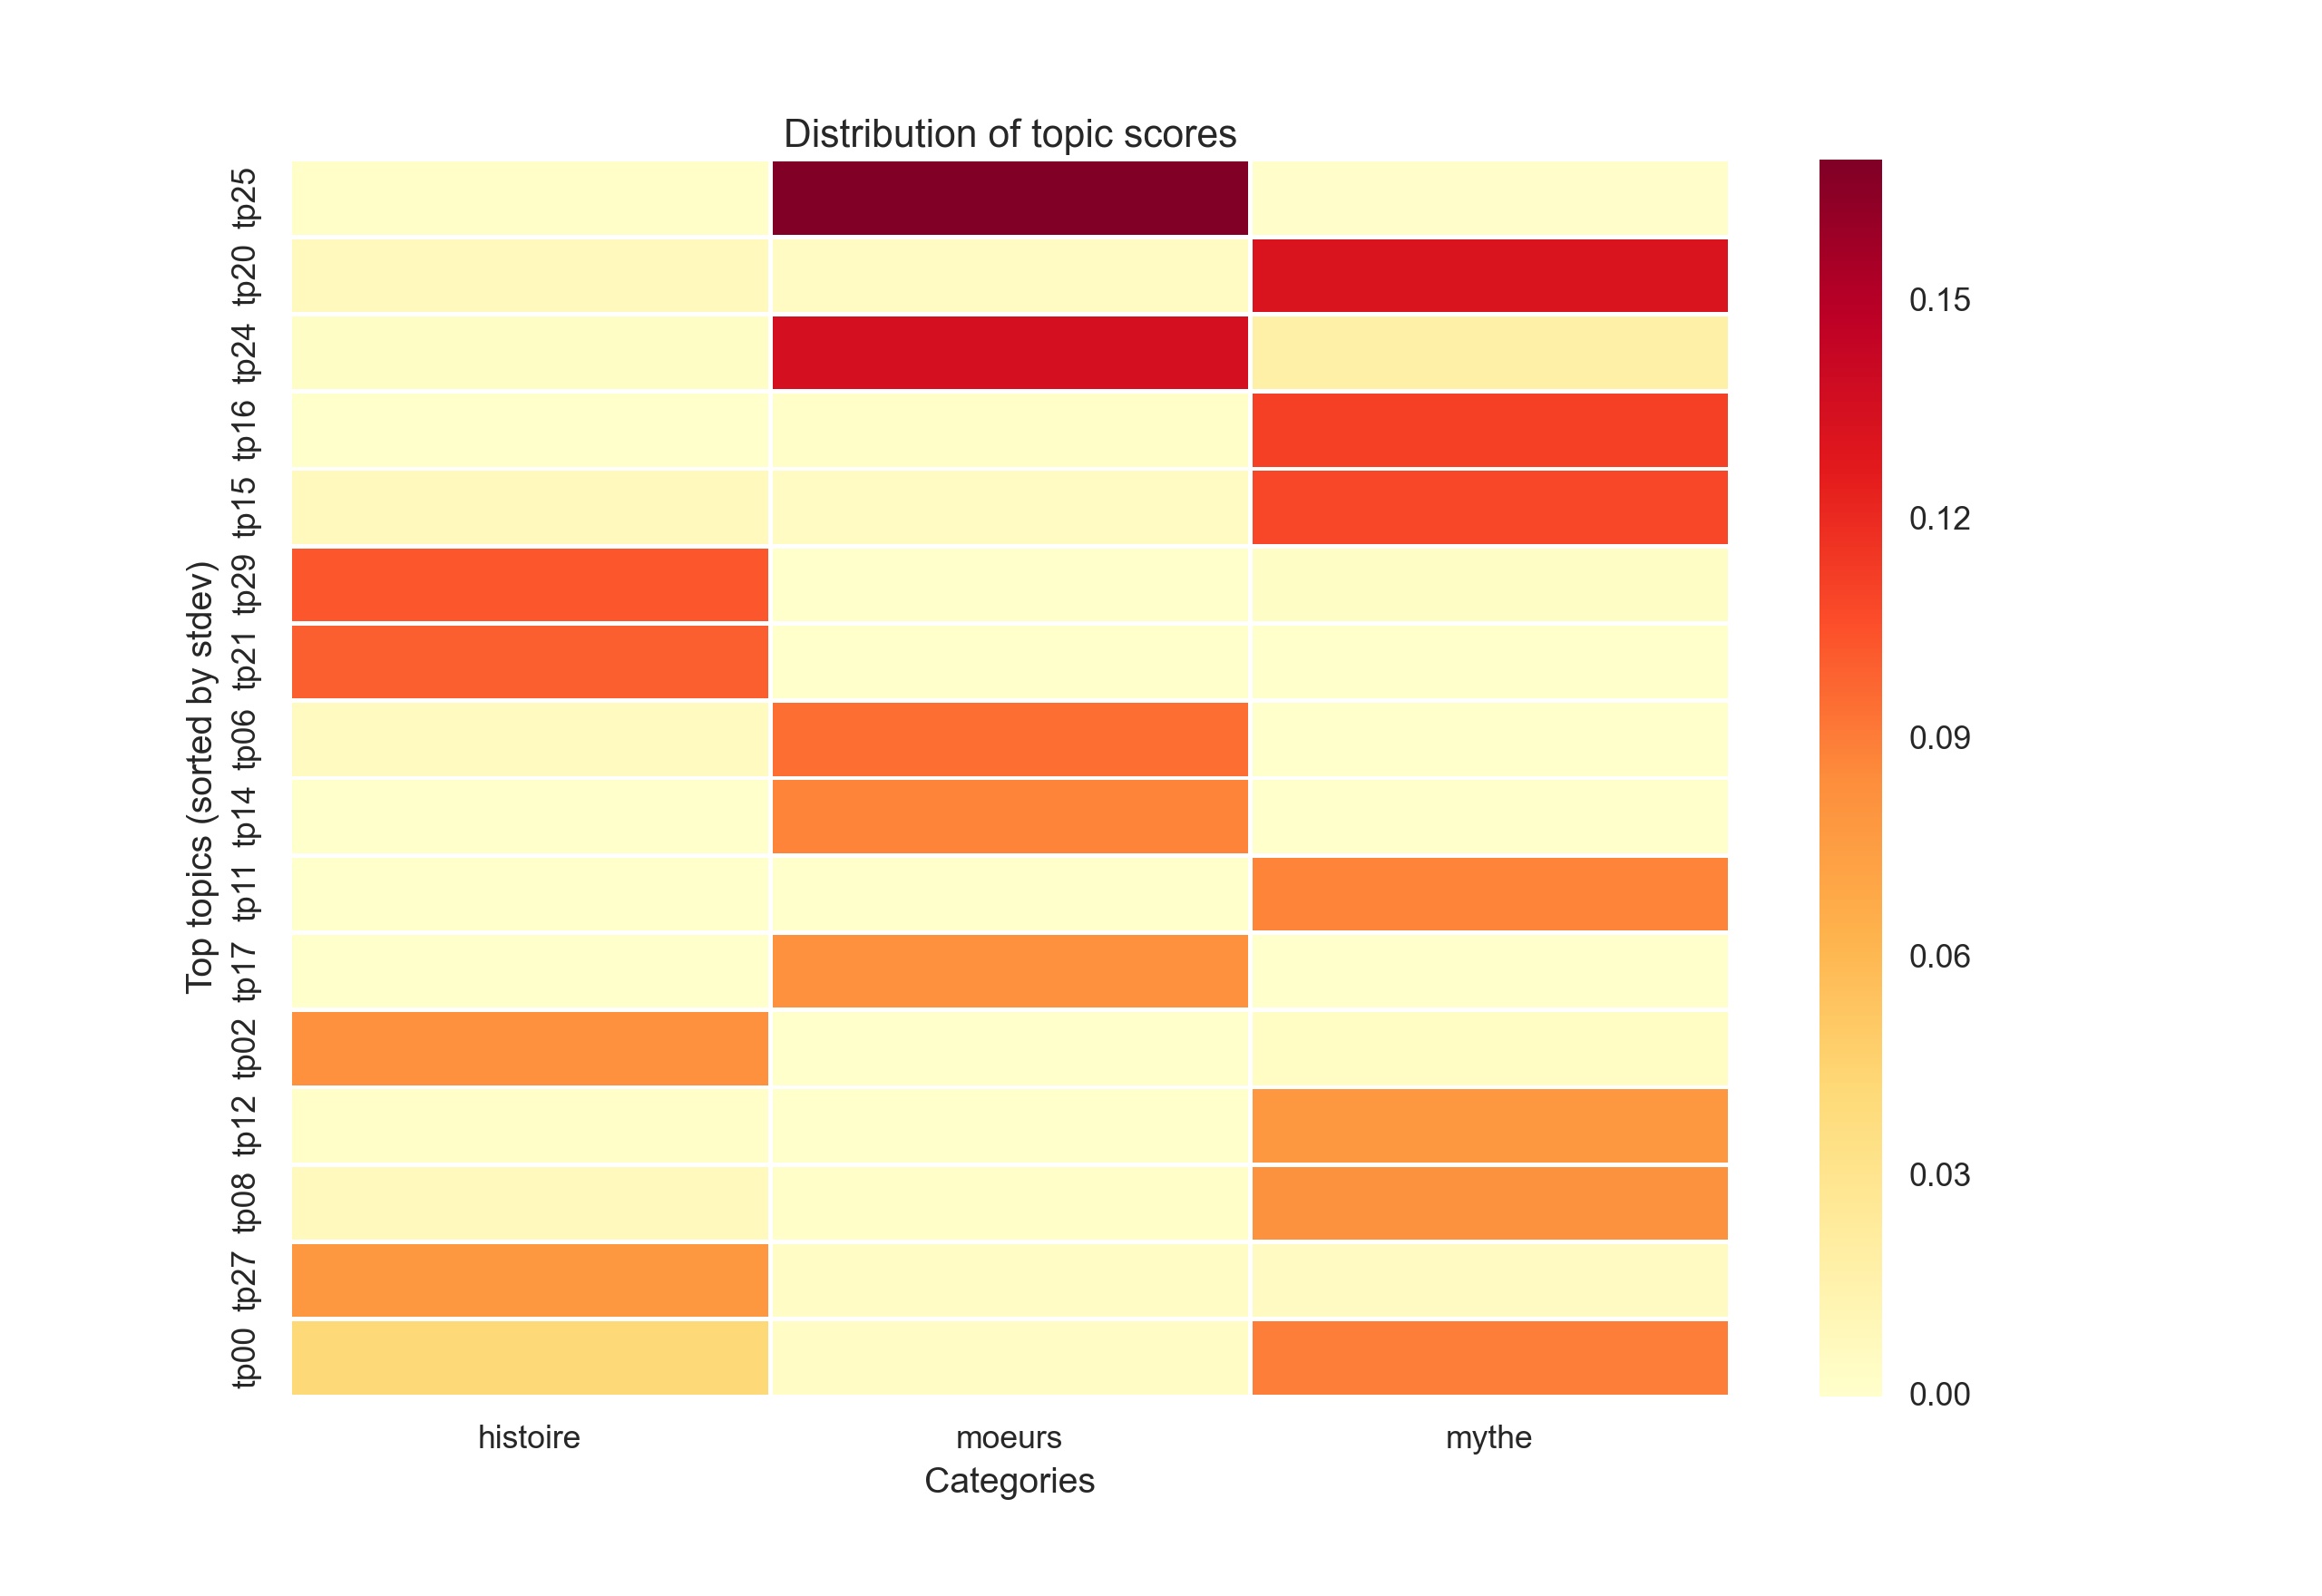 Distribution of topic scores
Top topics (sorted by stdev)
tp25
tp20
tp24
tp16
tp15
tp29
tp21
tp06
tp14
tp11
tp17
tp02
tp12
tp08
tp27
tp00
histoire
moeurs
mythe
Categories
0.15
0.12
0.09
0.06
0.03
0.00